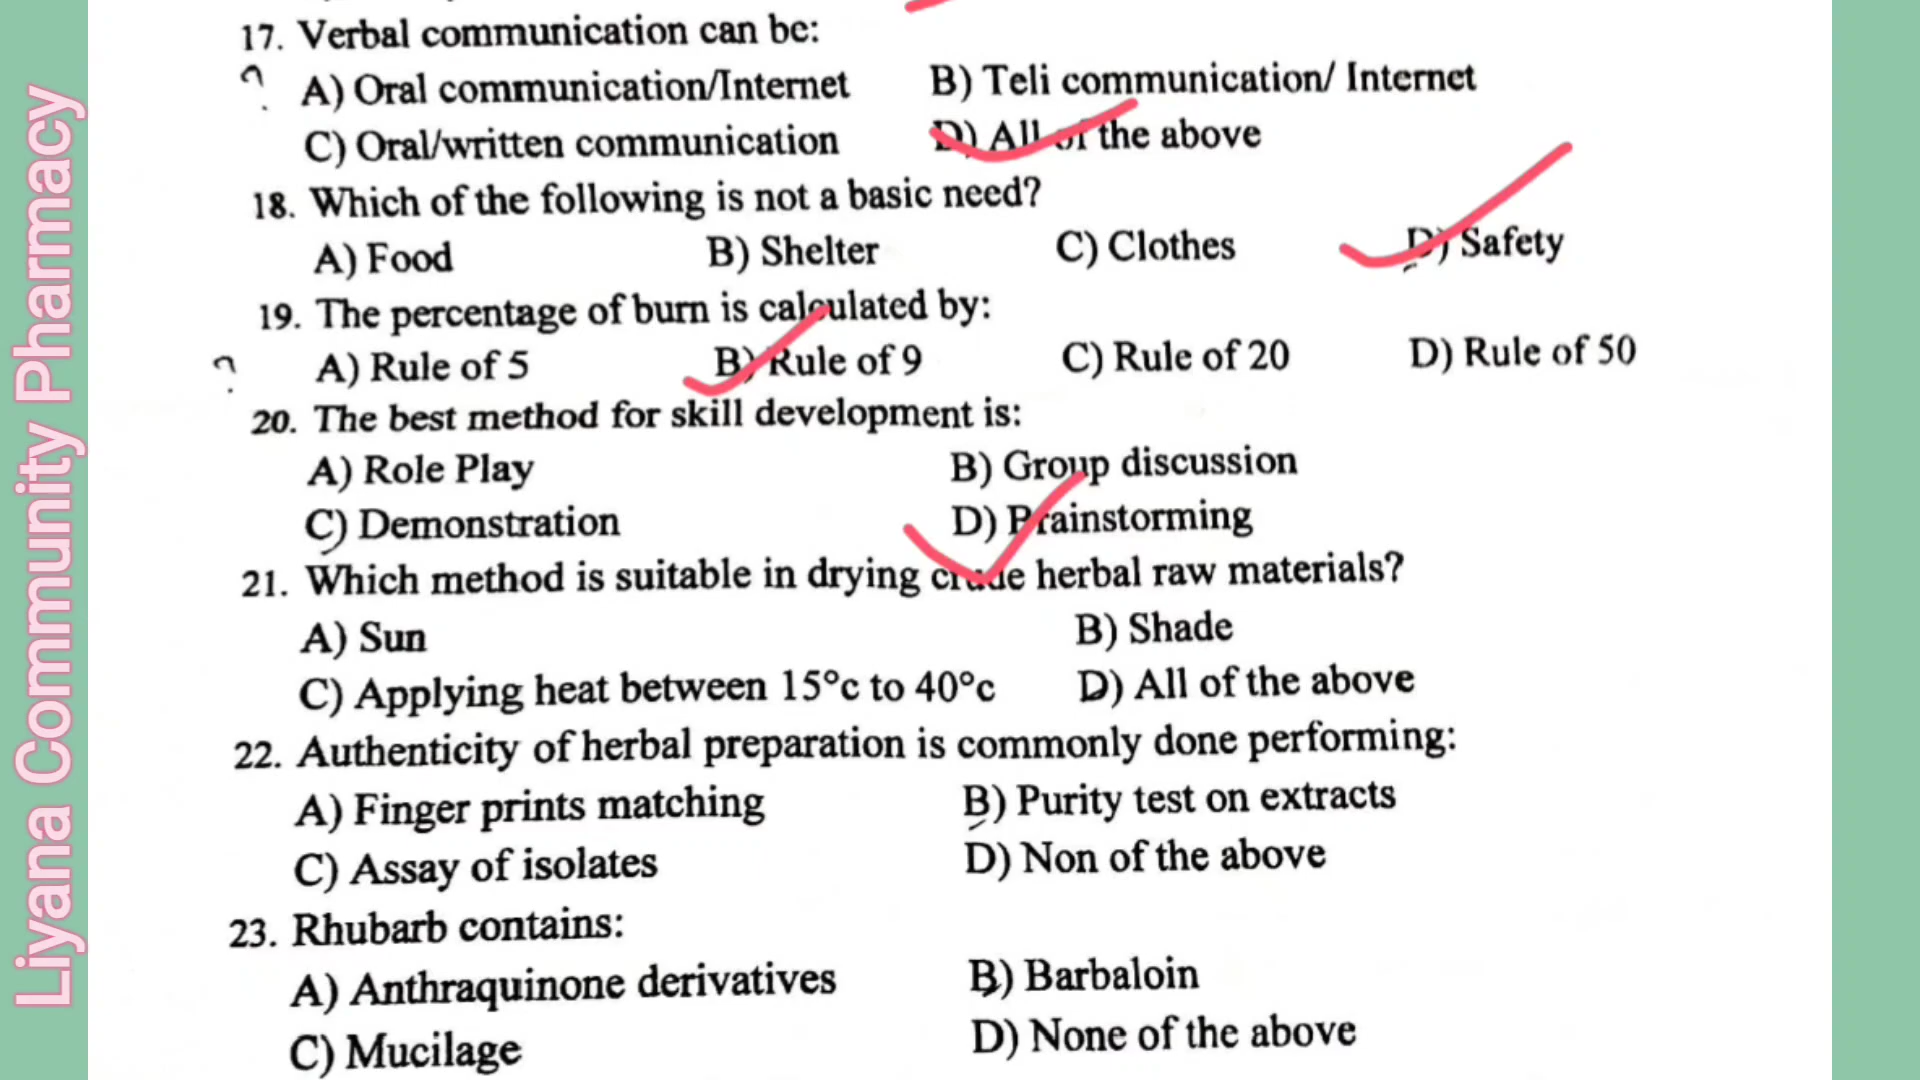 Liyana Community Pharmacy
17. Verbal communication can be:
? A) Oral communication/Internet B) Teli communication/ Internet
C) Oral/written communication D) All of the above
18. Which of the following is not a basic need?
A) Food B) Shelter C) Clothes D) Safety
19. The percentage of burn is calculated by:
? A) Rule of 5 B) Rule of 9 C) Rule of 20 D) Rule of 50
20. The best method for skill development is:
A) Role Play B) Group discussion
C) Demonstration D) Brainstorming
21. Which method is suitable in drying crude herbal raw materials?
A) Sun B) Shade
C) Applying heat between 15°c to 40°c D) All of the above
22. Authenticity of herbal preparation is commonly done performing:
A) Finger prints matching B) Purity test on extracts
C) Assay of isolates D) Non of the above
23. Rhubarb contains:
A) Anthraquinone derivatives B) Barbaloin
C) Mucilage D) None of the above